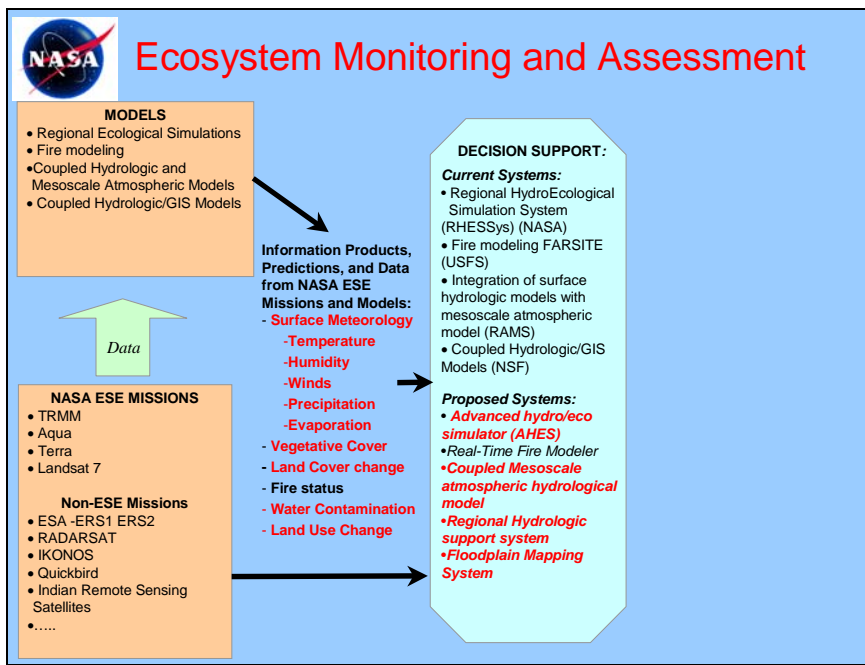 NASA
Ecosystem Monitoring and Assessment
MODELS
• Regional Ecological Simulations
• Fire modeling
•Coupled Hydrologic and
Mesoscale Atmospheric Models
• Coupled Hydrologic/GIS Models
Data
NASA ESE MISSIONS
• TRMM
• Aqua
• Terra
• Landsat 7
Non-ESE Missions
• ESA -ERS1 ERS2
• RADARSAT
• IKONOS
• Quickbird
• Indian Remote Sensing
Satellites
•…..
Information Products,
Predictions, and Data
from NASA ESE
Missions and Models:
- Surface Meteorology
-Temperature
-Humidity
-Winds
-Precipitation
-Evaporation
- Vegetative Cover
- Land Cover change
- Fire status
- Water Contamination
- Land Use Change
DECISION SUPPORT:
Current Systems:
• Regional HydroEcological
Simulation System
(RHESSys) (NASA)
• Fire modeling FARSITE
(USFS)
• Integration of surface
hydrologic models with
mesoscale atmospheric
model (RAMS)
• Coupled Hydrologic/GIS
Models (NSF)
Proposed Systems:
• Advanced hydro/eco
simulator (AHES)
•Real-Time Fire Modeler
•Coupled Mesoscale
atmospheric hydrological
model
•Regional Hydrologic
support system
•Floodplain Mapping
System